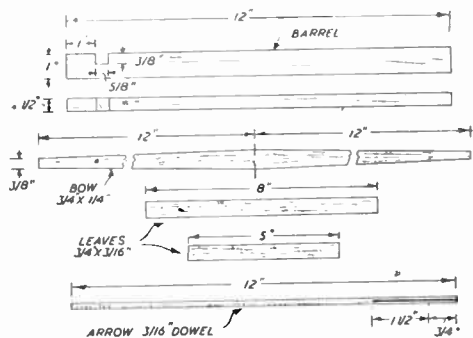 12"
BARREL
1"
1"
3/8"
5/8"
1/2"
12"
12"
3/8"
BOW
3/4 X 1/4"
8"
LEAVES
3/4 X 3/16"
5"
12"
1 1/2"
3/4"
ARROW 3/16" DOWEL